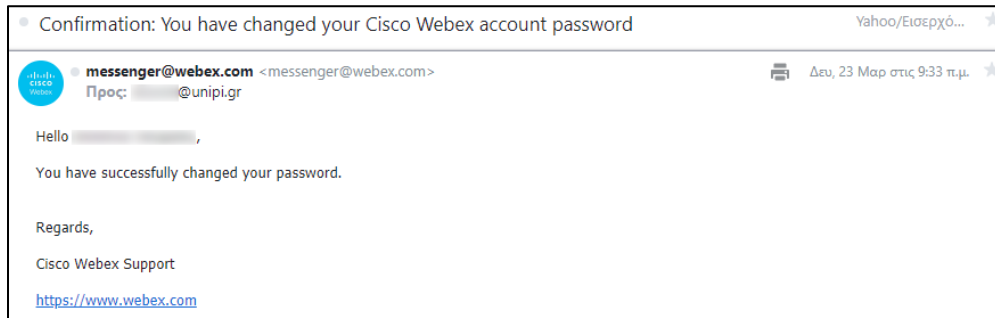 Confirmation: You have changed your Cisco Webex account password
Yahoo/Εισερχό...
messenger@webex.com <messenger@webex.com>
Δευ, 23 Μαρ στις 9:33 π.μ.
cisco
Webex
Προς: @unipi.gr
Hello ,
You have successfully changed your password.
Regards,
Cisco Webex Support
https://www.webex.com